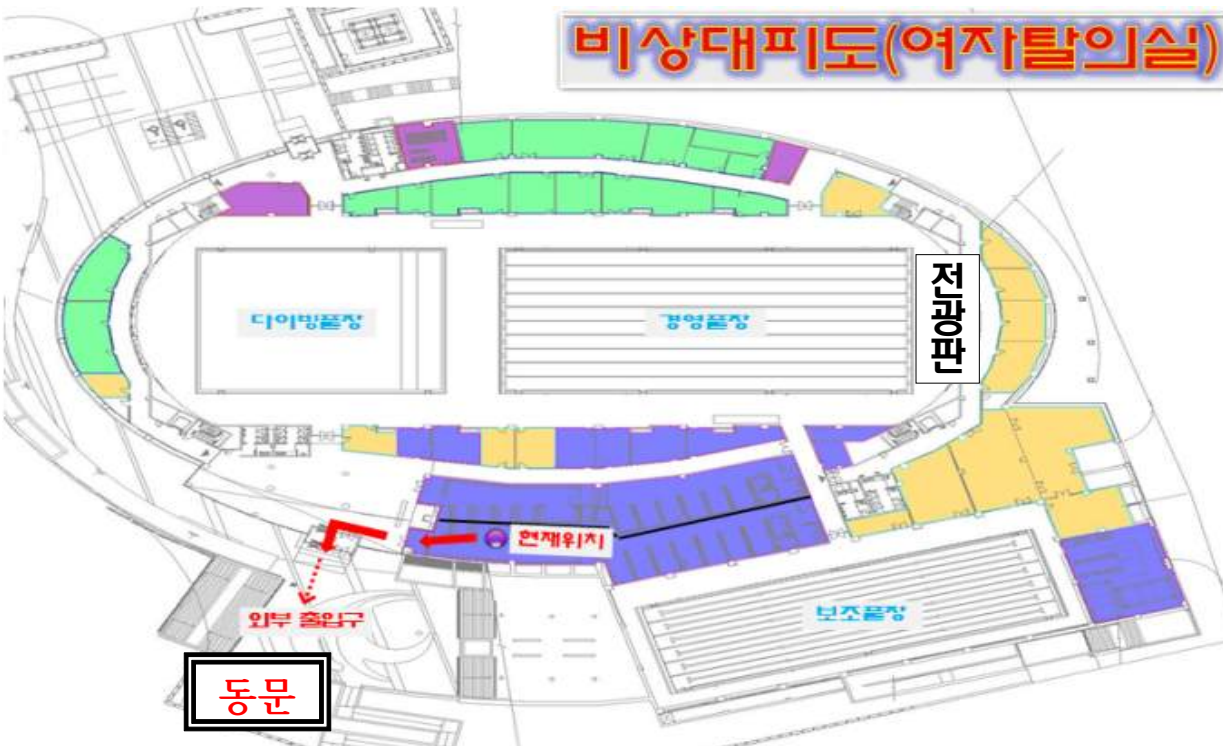 비상대피도(여자탈의실)
다이빙풀장
경영풀장
전광판
현재위치
보조풀장
외부 출입구
동문